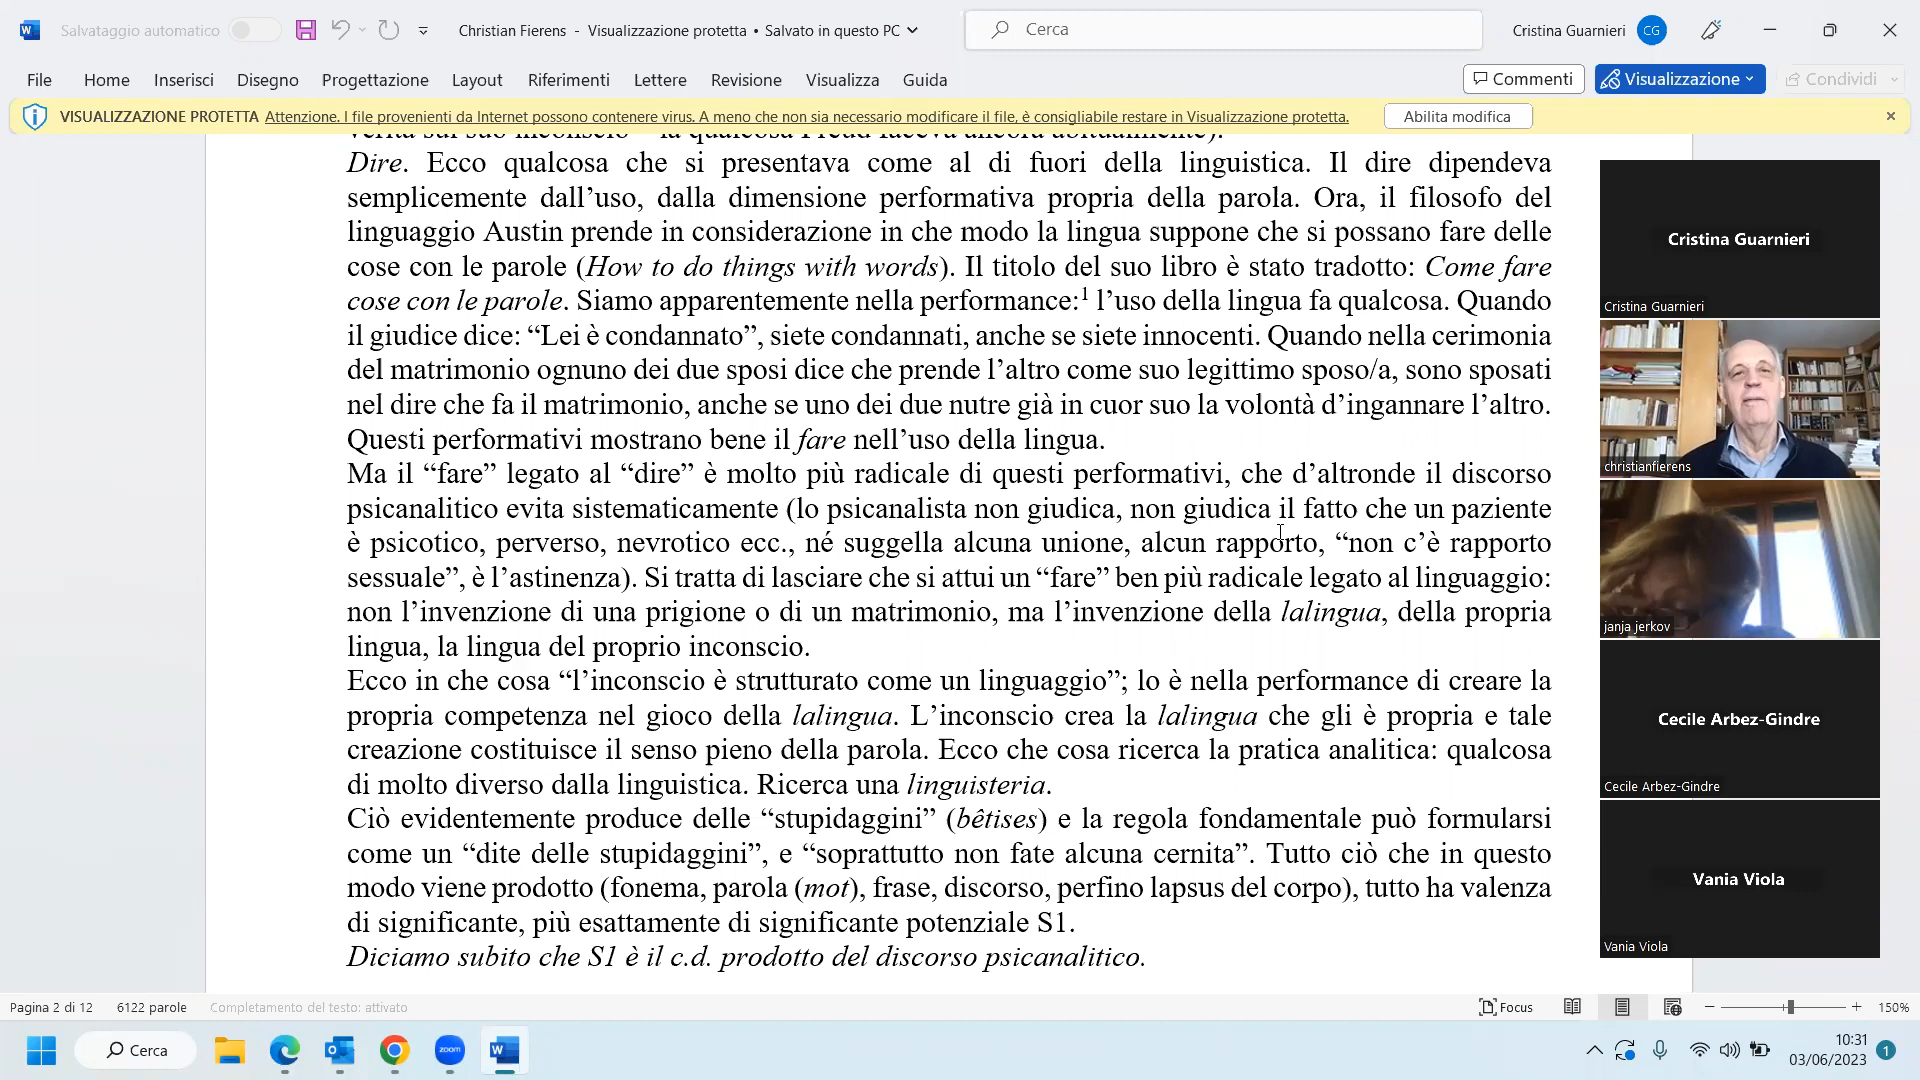 Salvataggio automatico
Christian Fierens - Visualizzazione protetta • Salvato in questo PC
Cerca
Cristina Guarnieri
CG
File Home Inserisci Disegno Progettazione Layout Riferimenti Lettere Revisione Visualizza Guida
Commenti
Visualizzazione
Condividi
VISUALIZZAZIONE PROTETTA Attenzione. I file provenienti da Internet possono contenere virus. A meno che non sia necessario modificare il file, è consigliabile restare in Visualizzazione protetta.
Abilita modifica
verità sul suo inconscio – la qualcosa Freud faceva ancora abitualmente).
Dire. Ecco qualcosa che si presentava come al di fuori della linguistica. Il dire dipendeva
semplicemente dall’uso, dalla dimensione performativa propria della parola. Ora, il filosofo del
linguaggio Austin prende in considerazione in che modo la lingua suppone che si possano fare delle
cose con le parole (How to do things with words). Il titolo del suo libro è stato tradotto: Come fare
cose con le parole. Siamo apparentemente nella performance:1 l’uso della lingua fa qualcosa. Quando
il giudice dice: “Lei è condannato”, siete condannati, anche se siete innocenti. Quando nella cerimonia
del matrimonio ognuno dei due sposi dice che prende l’altro come suo legittimo sposo/a, sono sposati
nel dire che fa il matrimonio, anche se uno dei due nutre già in cuor suo la volontà d’ingannare l’altro.
Questi performativi mostrano bene il fare nell’uso della lingua.
Ma il “fare” legato al “dire” è molto più radicale di questi performativi, che d’altronde il discorso
psicanalitico evita sistematicamente (lo psicanalista non giudica, non giudica il fatto che un paziente
è psicotico, perverso, nevrotico ecc., né suggella alcuna unione, alcun rapporto, “non c’è rapporto
sessuale”, è l’astinenza). Si tratta di lasciare che si attui un “fare” ben più radicale legato al linguaggio:
non l’invenzione di una prigione o di un matrimonio, ma l’invenzione della lalingua, della propria
lingua, la lingua del proprio inconscio.
Ecco in che cosa “l’inconscio è strutturato come un linguaggio”; lo è nella performance di creare la
propria competenza nel gioco della lalingua. L’inconscio crea la lalingua che gli è propria e tale
creazione costituisce il senso pieno della parola. Ecco che cosa ricerca la pratica analitica: qualcosa
di molto diverso dalla linguistica. Ricerca una linguisteria.
Ciò evidentemente produce delle “stupidaggini” (bêtises) e la regola fondamentale può formularsi
come un “dite delle stupidaggini”, e “soprattutto non fate alcuna cernita”. Tutto ciò che in questo
modo viene prodotto (fonema, parola (mot), frase, discorso, perfino lapsus del corpo), tutto ha valenza
di significante, più esattamente di significante potenziale S1.
Diciamo subito che S1 è il c.d. prodotto del discorso psicanalitico.
Cristina Guarnieri
Cristina Guarnieri
christianfierens
janja jerkov
Cecile Arbez-Gindre
Cecile Arbez-Gindre
Vania Viola
Vania Viola
Pagina 2 di 12 6122 parole Completamento del testo: attivato
Focus
150%
Cerca
zoom
10:31
03/06/2023
1